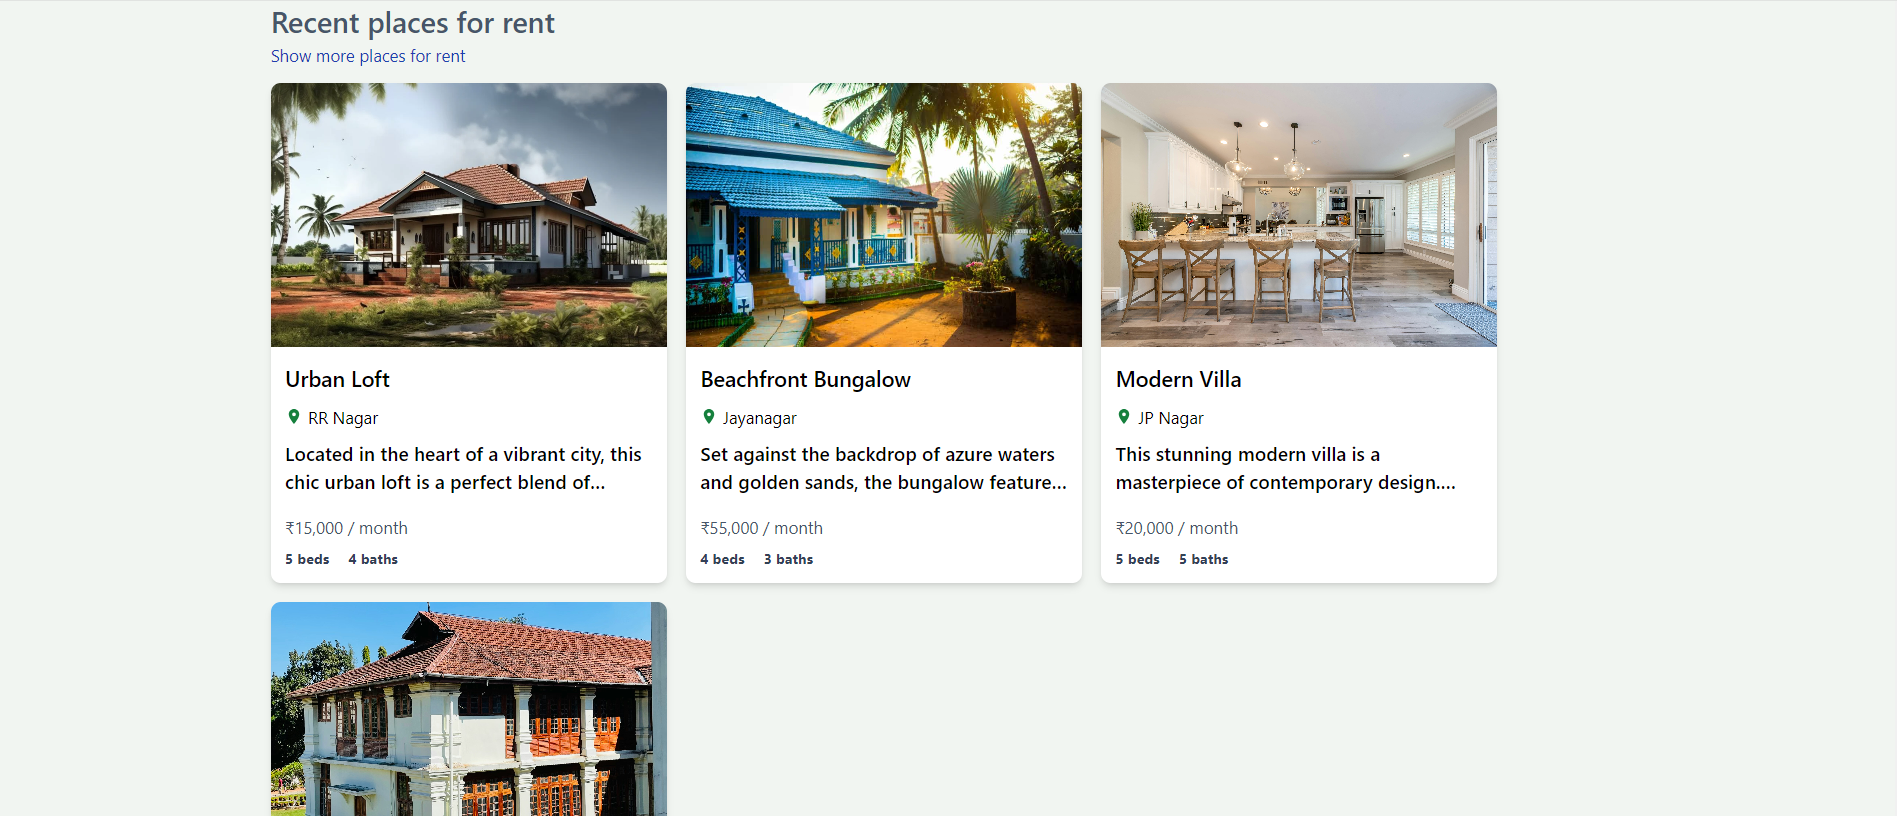 Recent places for rent
Show more places for rent
Urban Loft
RR Nagar
Located in the heart of a vibrant city, this
chic urban loft is a perfect blend of...
₹15,000 / month
5 beds 4 baths
Beachfront Bungalow
Jayanagar
Set against the backdrop of azure waters
and golden sands, the bungalow feature...
₹55,000 / month
4 beds 3 baths
Modern Villa
JP Nagar
This stunning modern villa is a
masterpiece of contemporary design....
₹20,000 / month
5 beds 5 baths